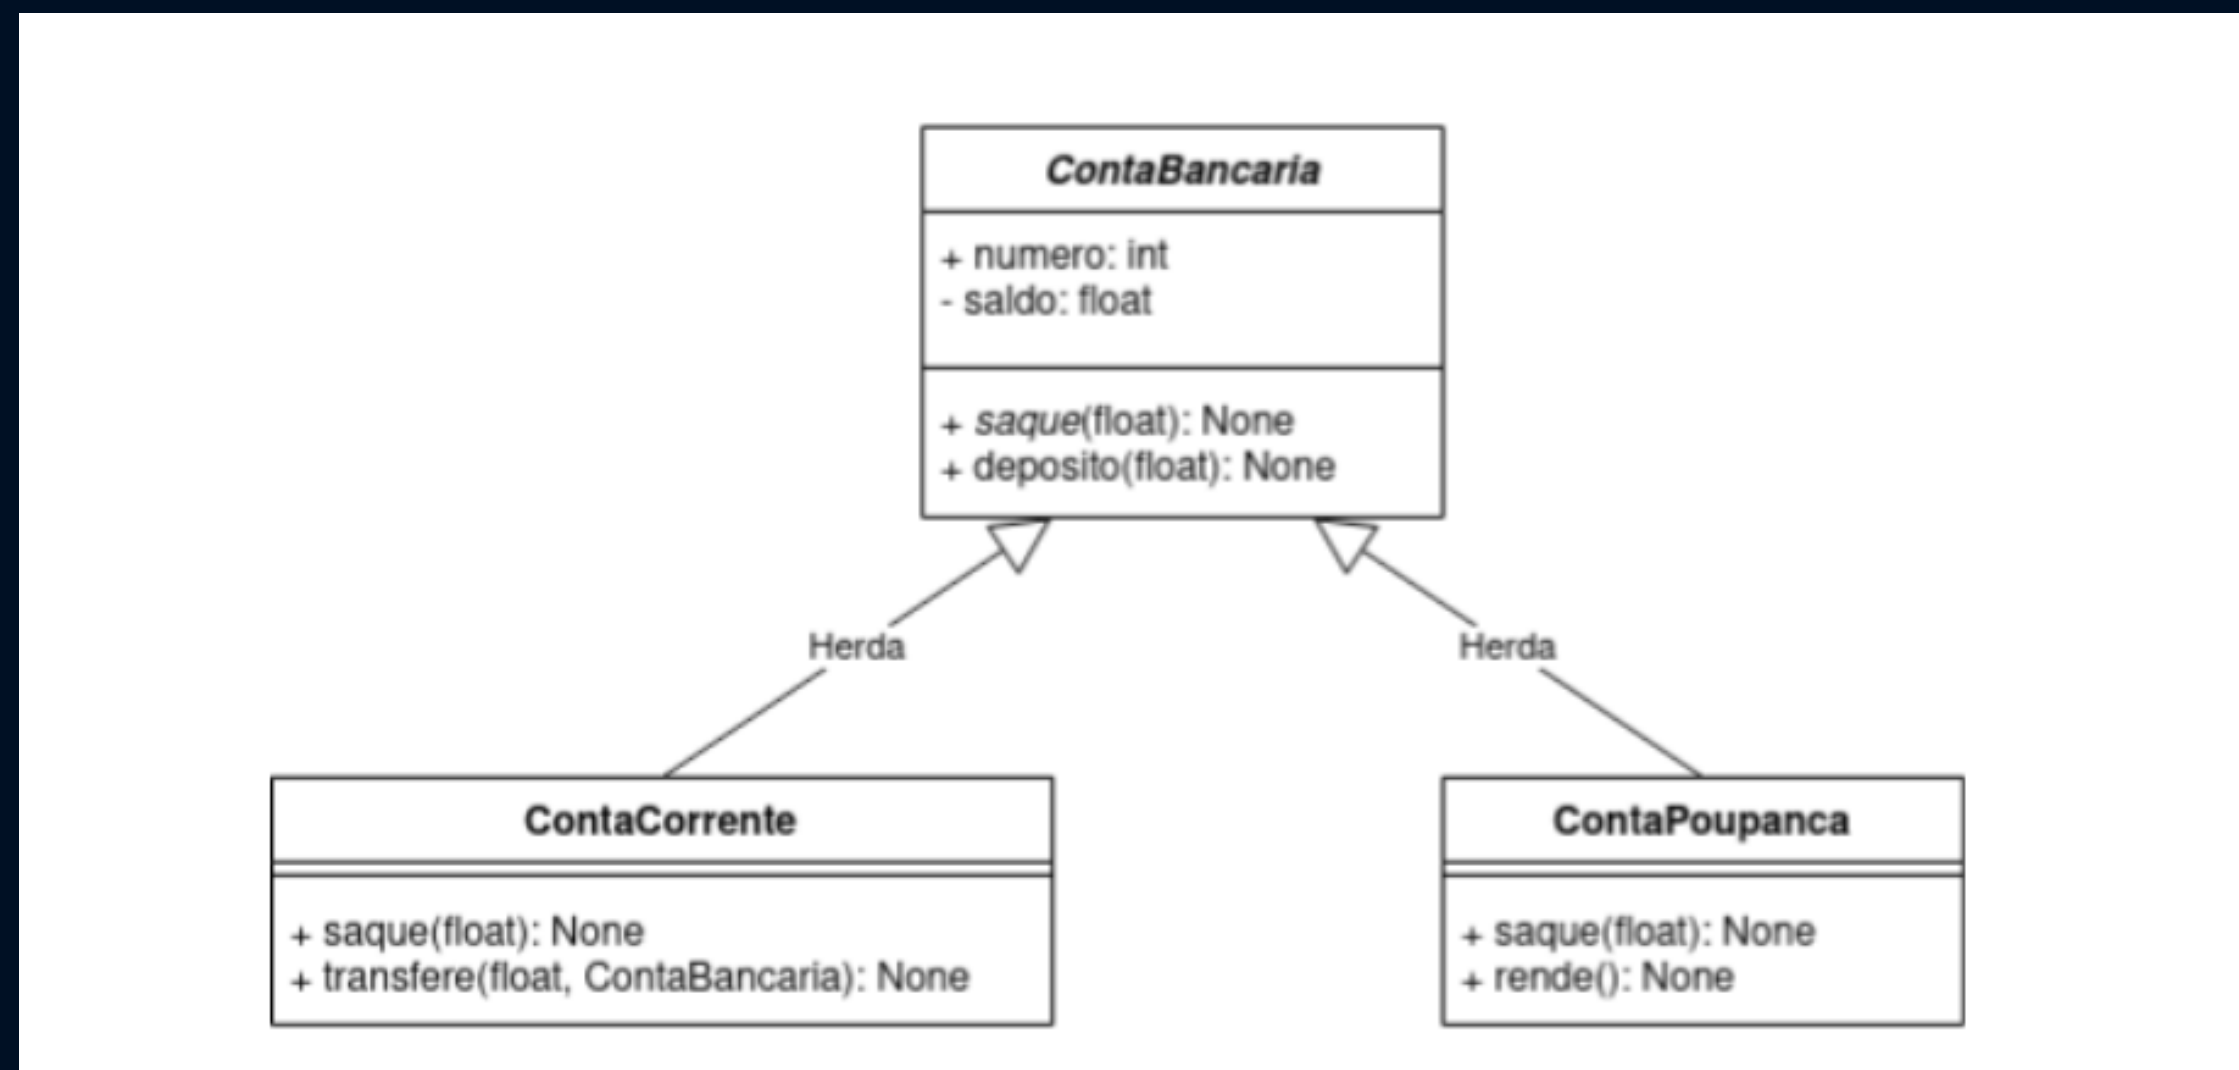 ContaBancaria
+ numero: int
- saldo: float
+ saque(float): None
+ deposito(float): None
Herda
Herda
ContaCorrente
+ saque(float): None
+ transfere(float, ContaBancaria): None
ContaPoupanca
+ saque(float): None
+ rende(): None